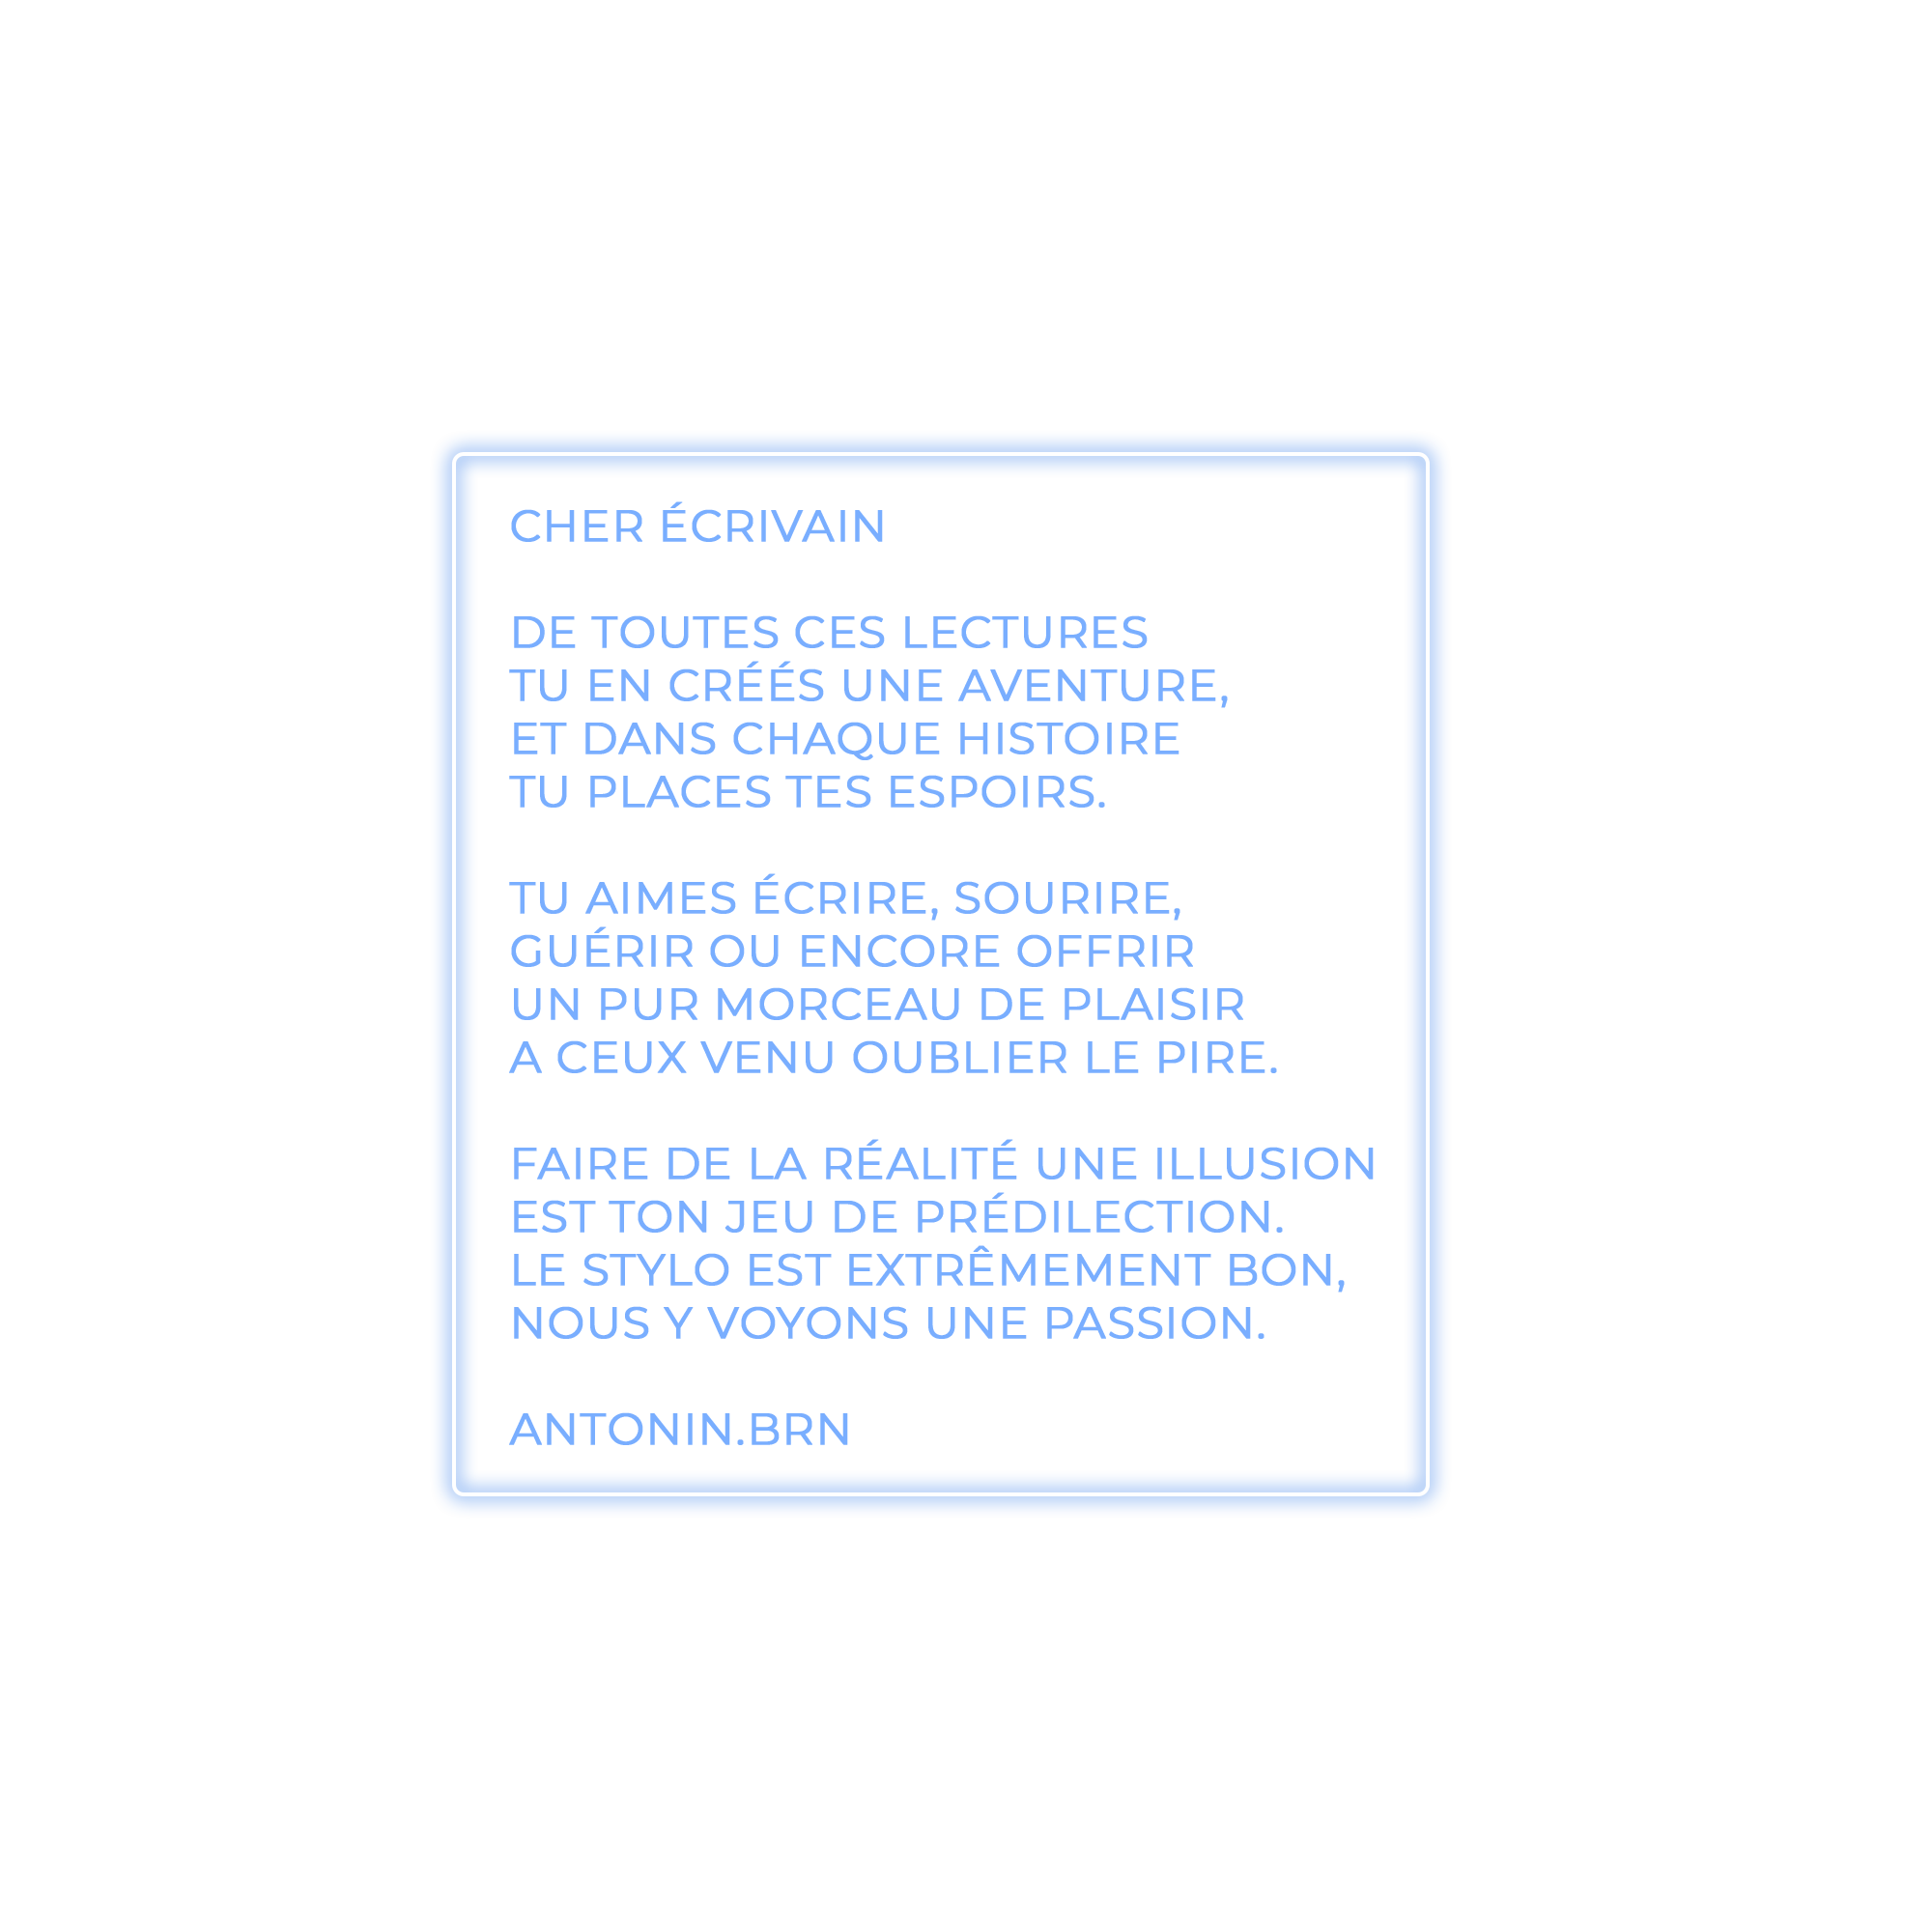 CHER ÉCRIVAIN
DE TOUTES CES LECTURES
TU EN CRÉÉS UNE AVENTURE,
ET DANS CHAQUE HISTOIRE
TU PLACES TES ESPOIRS.
TU AIMES ÉCRIRE, SOURIRE,
GUÉRIR OU ENCORE OFFRIR
UN PUR MORCEAU DE PLAISIR
A CEUX VENU OUBLIER LE PIRE.
FAIRE DE LA RÉALITÉ UNE ILLUSION
EST TON JEU DE PRÉDILECTION.
LE STYLO EST EXTRÊMEMENT BON,
NOUS Y VOYONS UNE PASSION.
ANTONIN.BRN